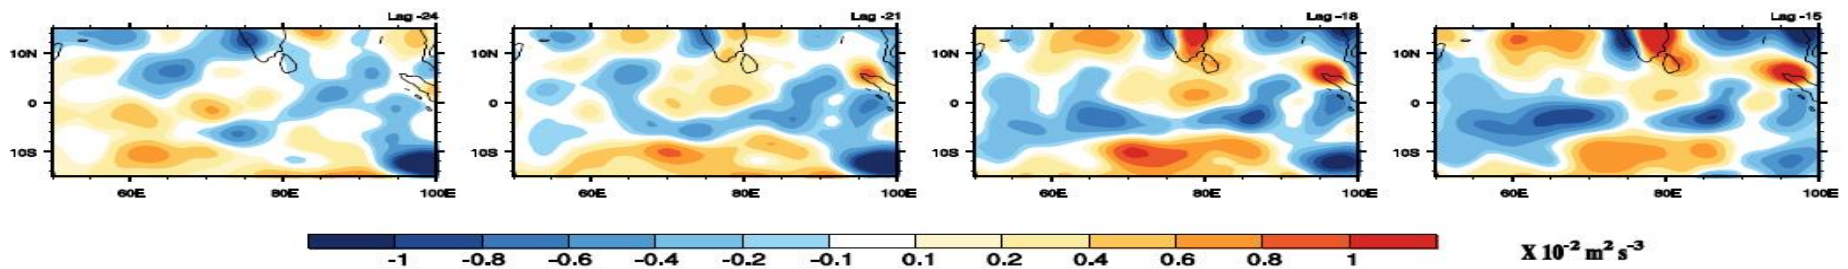 Lag -24 Lag -21 Lag -18 Lag -15
10N 10N 10N 10N
0 0 0 0
10S 10S 10S 10S
60E 80E 100E 60E 80E 100E 60E 80E 100E 60E 80E 100E
-1 -0.8 -0.6 -0.4 -0.2 -0.1 0.1 0.2 0.4 0.6 0.8 1 X 10⁻² m² s⁻³